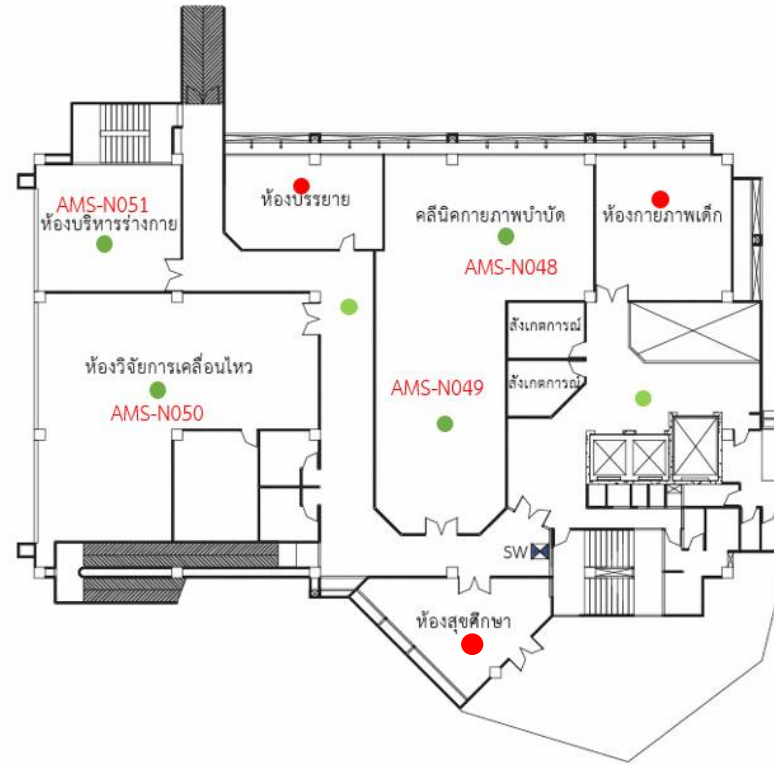 AMS-N051
ห้องบริหารร่างกาย
ห้องบรรยาย
คลีนิคกายภาพบำบัด
AMS-N048
ห้องกายภาพเด็ก
สังเกตการณ์
สังเกตการณ์
ห้องวิจัยการเคลื่อนไหว
AMS-N050
AMS-N049
SW
ห้องสุขศึกษา